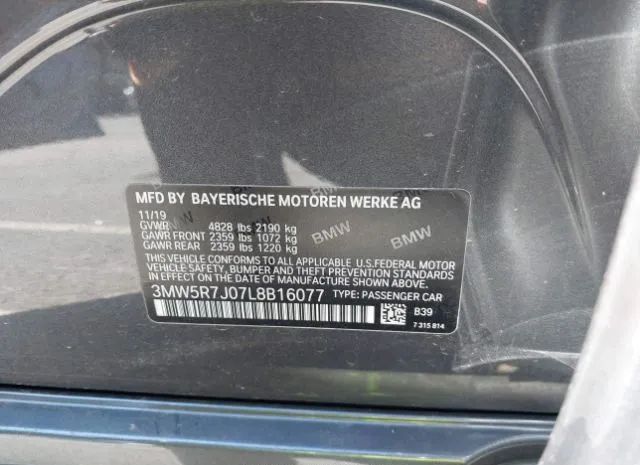 MFD BY BAYERISCHE MOTOREN WERKE AG
11/19
GVWR 4828 lbs 2190 kg
GAWR FRONT 2359 lbs 1072 kg
GAWR REAR 2359 lbs 1220 kg
THIS VEHICLE CONFORMS TO ALL APPLICABLE U.S.FEDERAL MOTOR
VEHICLE SAFETY, BUMPER, AND THEFT PREVENTION
STANDARDS IN EFFECT ON THE DATE OF
MANUFACTURE SHOWN ABOVE.
3MW5R7J07L8B16077 TYPE: PASSENGER CAR
B39
7 315 814
BMW
BMW
BMW
BMW
BMW